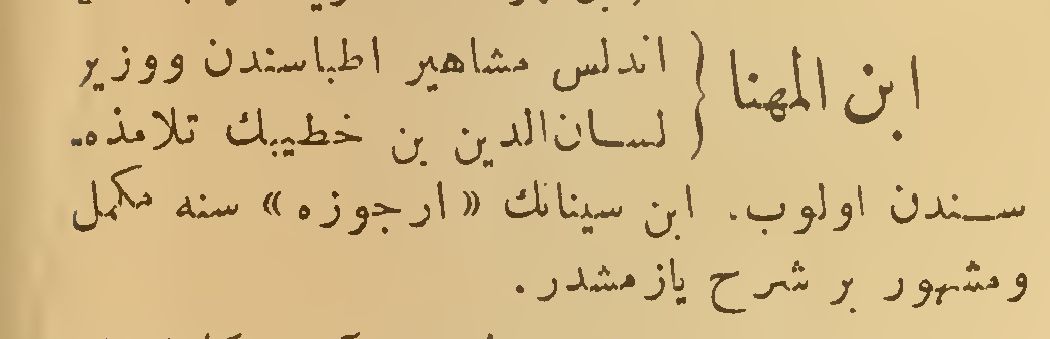 ابن المهنا { اندلس مشاهير اطباسندن ووزير
لسان‌الدين بن خطيبك تلامذه‌-
سندن اولوب. ابن سينانك «ارجوزه» سنه مكمل
ومشهور بر شرح يازمشدر.